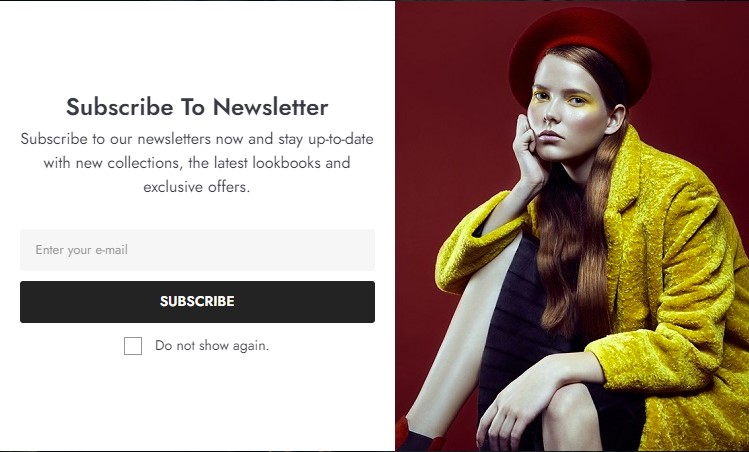 Subscribe To Newsletter
Subscribe to our newsletters now and stay up-to-date
with new collections, the latest lookbooks and
exclusive offers.
Enter your e-mail
SUBSCRIBE
Do not show again.